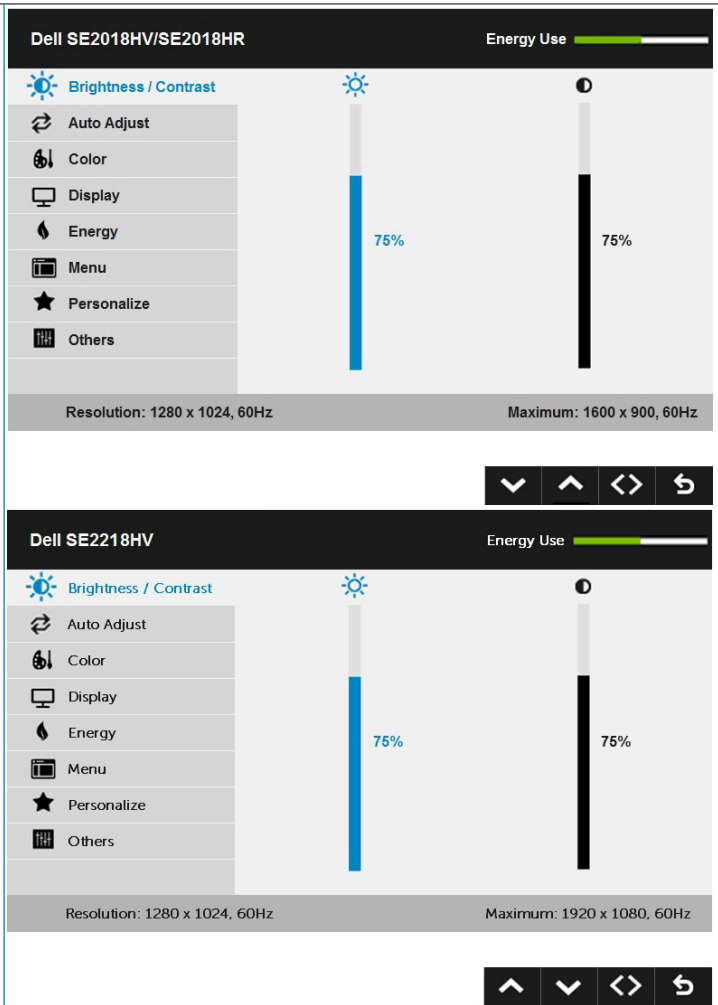 Dell SE2018HV/SE2018HR Energy Use
Brightness / Contrast
Auto Adjust
Color
Display
Energy
75% 75%
Menu
Personalize
Others
Resolution: 1280 x 1024, 60Hz Maximum: 1600 x 900, 60Hz
Dell SE2218HV Energy Use
Brightness / Contrast
Auto Adjust
Color
Display
Energy
75% 75%
Menu
Personalize
Others
Resolution: 1280 x 1024, 60Hz Maximum: 1920 x 1080, 60Hz